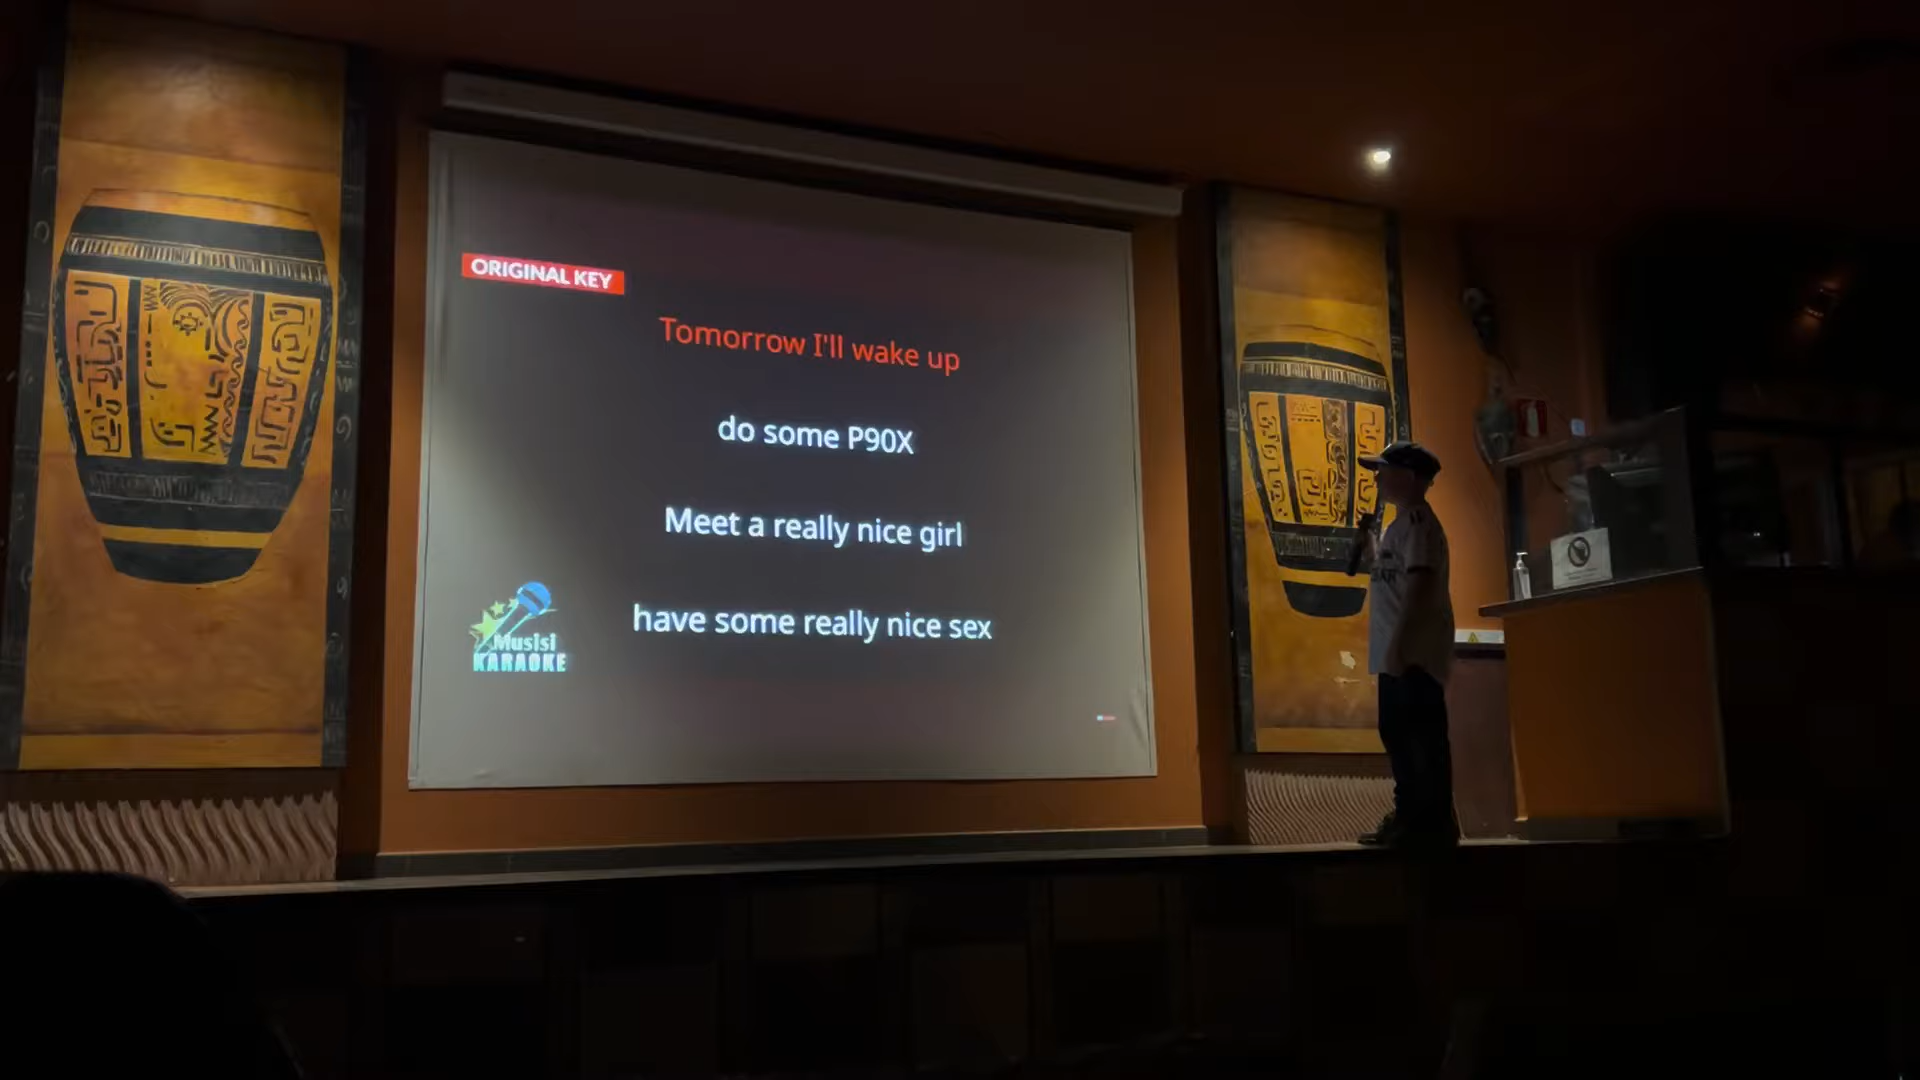 ORIGINAL KEY
Tomorrow I'll wake up
do some P90X
Meet a really nice girl
have some really nice sex
Musisi
KARAOKE